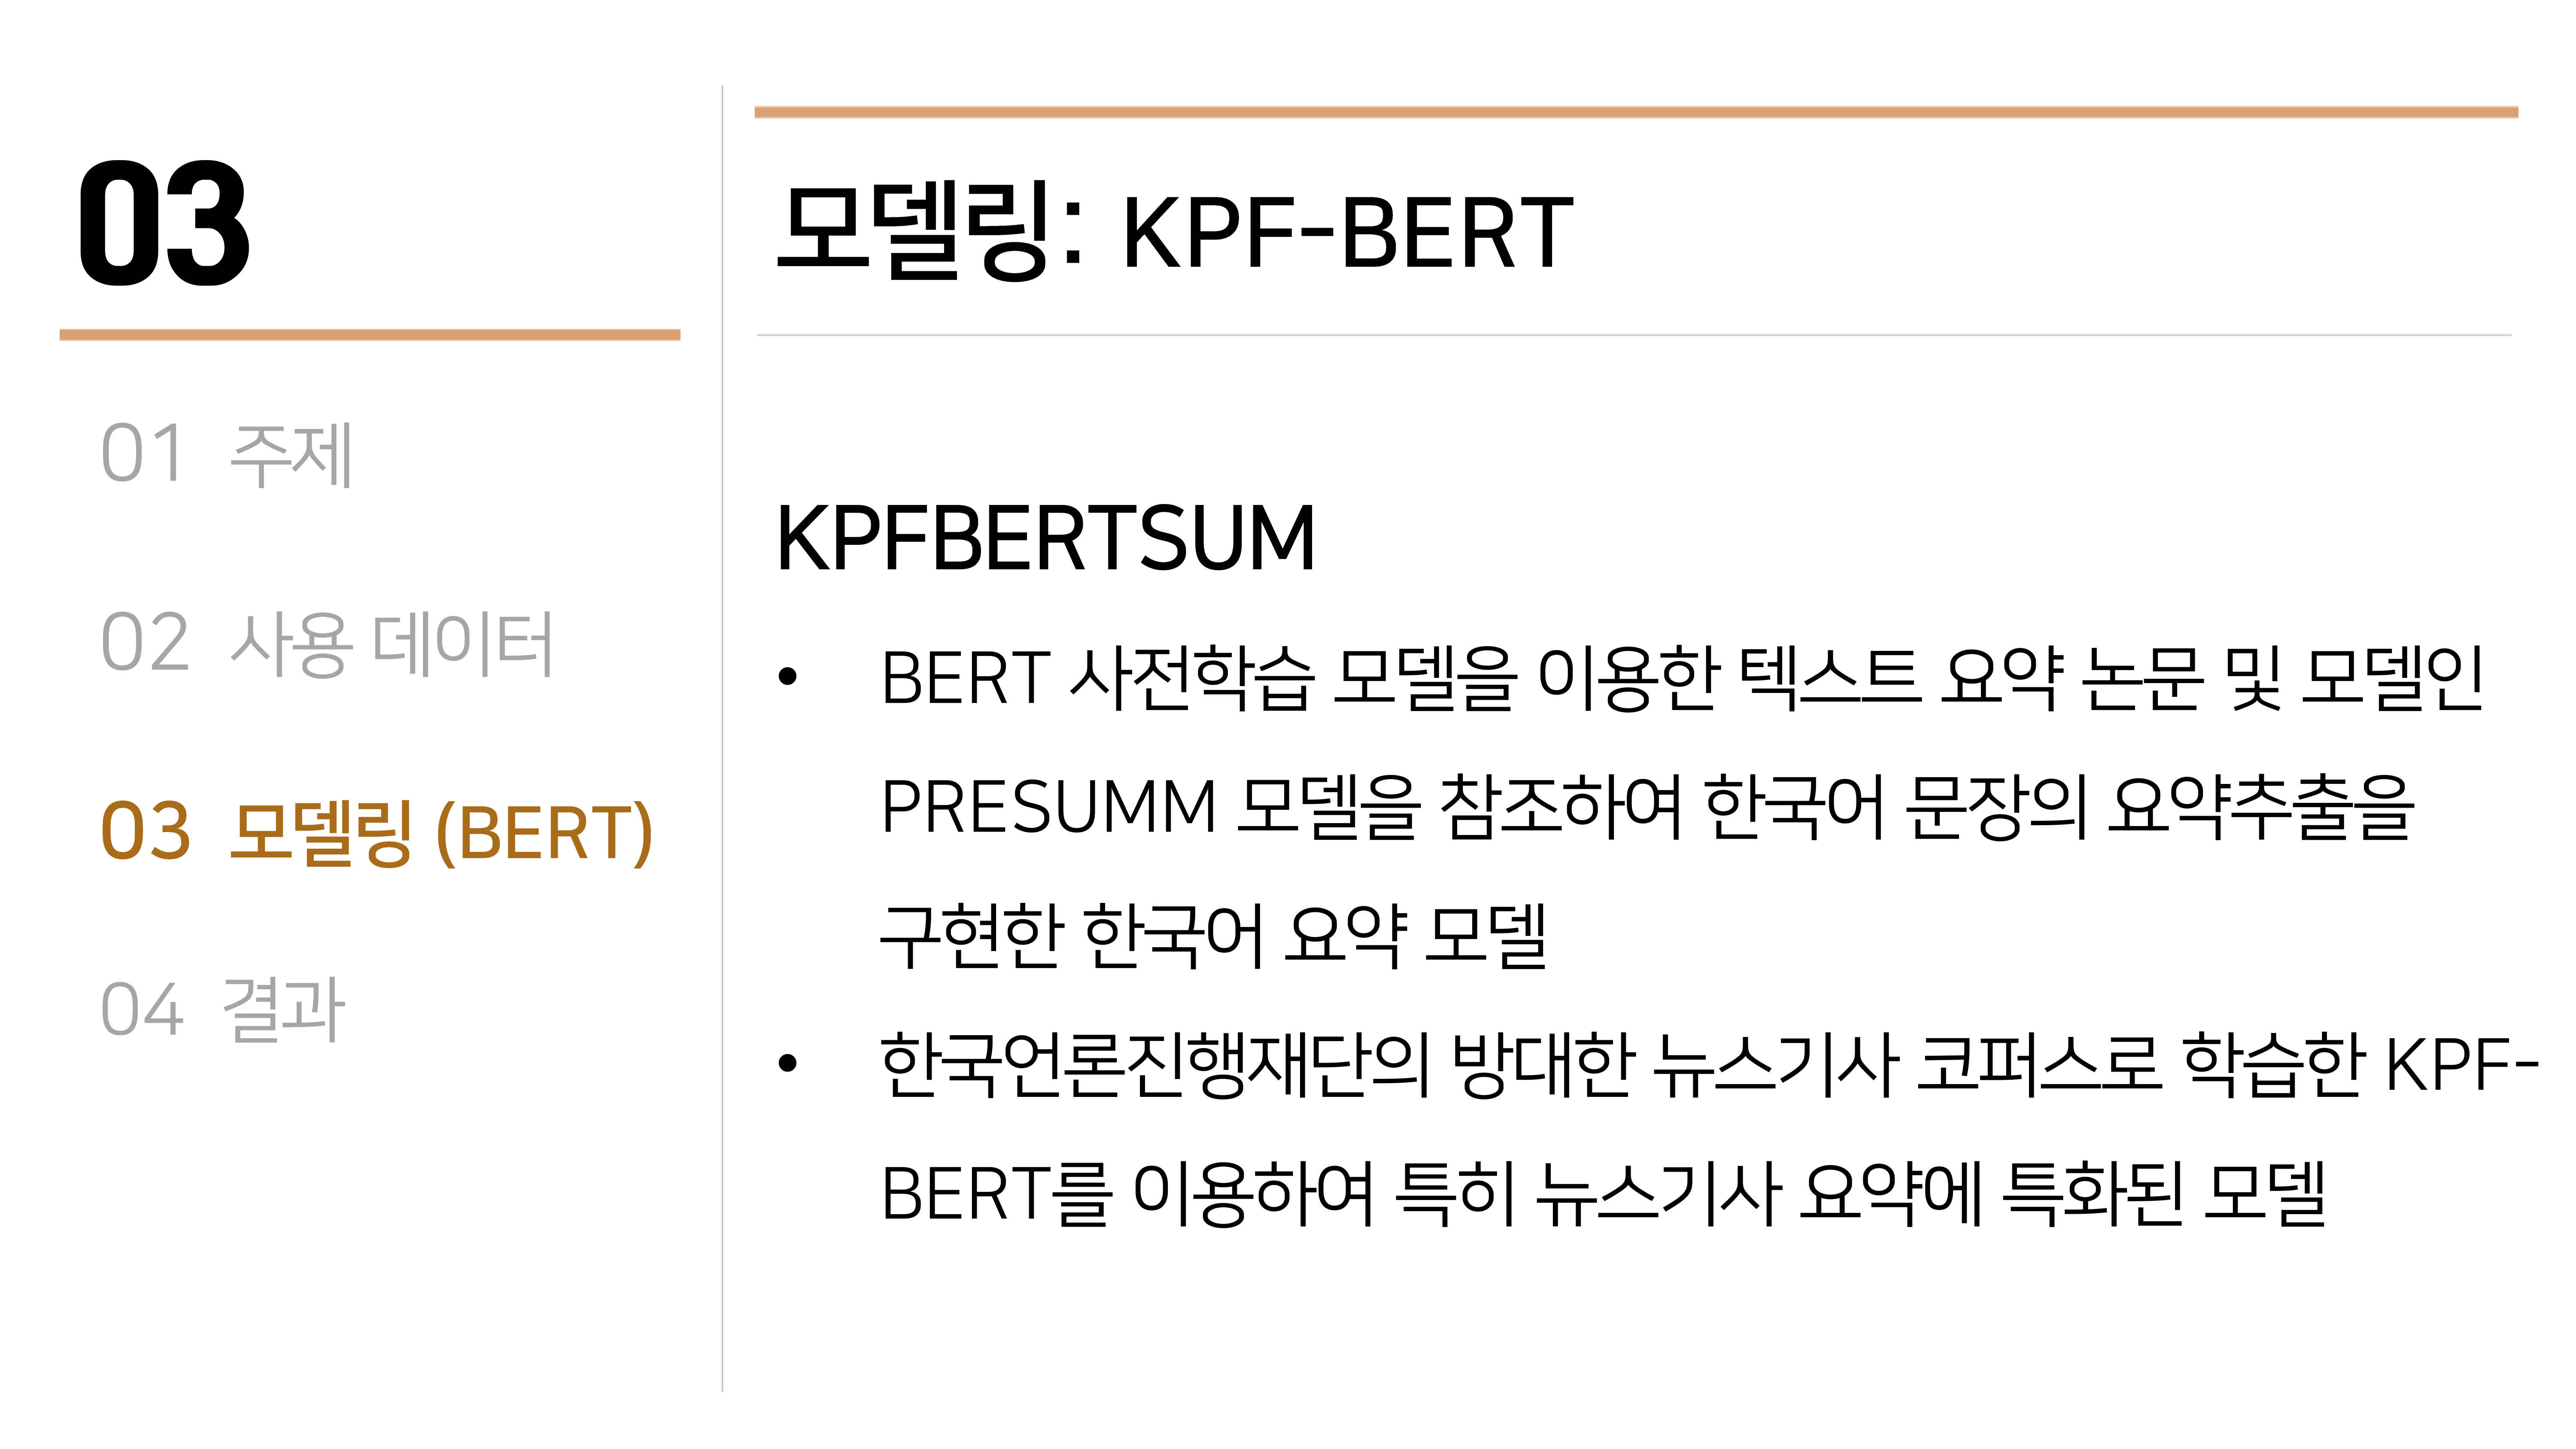 03
01 주제
02 사용 데이터
03 모델링 (BERT)
04 결과
모델링: KPF-BERT
KPFBERTSUM
• BERT 사전학습 모델을 이용한 텍스트 요약 논문 및 모델인
PRESUMM 모델을 참조하여 한국어 문장의 요약추출을
구현한 한국어 요약 모델
• 한국언론진행재단의 방대한 뉴스기사 코퍼스로 학습한 KPF-
BERT를 이용하여 특히 뉴스기사 요약에 특화된 모델